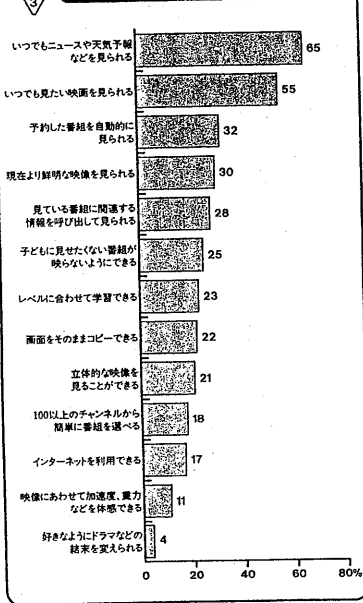 3
いつでもニュースや天気予報
などを見られる
65
いつでも見たい映画を見られる
55
予約した番組を自動的に
見られる
32
現在より鮮明な映像を見られる
30
見ている番組に関連する
情報を呼び出して見られる
28
子どもに見せたくない番組が
映らないようにできる
25
レベルに合わせて学習できる
23
画面をそのままコピーできる
22
立体的な映像を
見ることができる
21
100以上のチャンネルから
簡単に番組を選べる
18
インターネットを利用できる
17
映像にあわせて加速度、重力
などを体感できる
11
好きなようにドラマなどの
結末を変えられる
4
0 20 40 60 80%